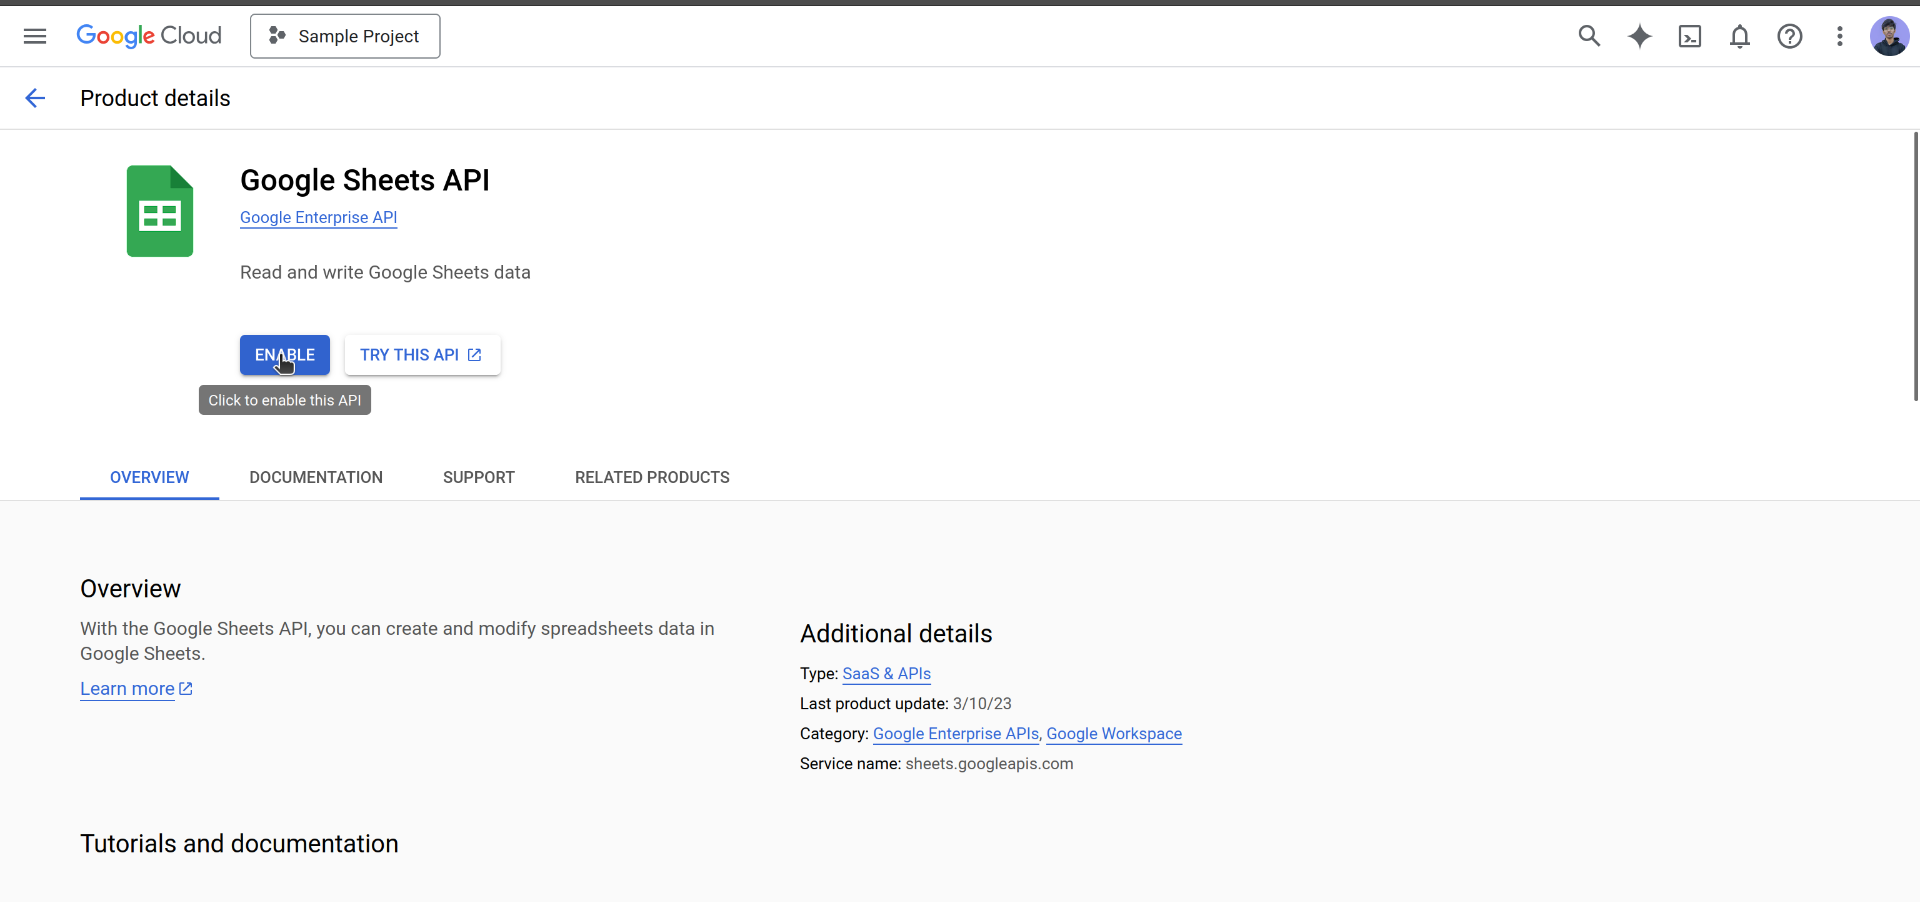 Google Cloud
Sample Project
Product details
Google Sheets API
Google Enterprise API
Read and write Google Sheets data
ENABLE
TRY THIS API
Click to enable this API
OVERVIEW
DOCUMENTATION
SUPPORT
RELATED PRODUCTS
Overview
With the Google Sheets API, you can create and modify spreadsheets data in
Google Sheets.
Learn more
Additional details
Type: SaaS & APIs
Last product update: 3/10/23
Category: Google Enterprise APIs, Google Workspace
Service name: sheets.googleapis.com
Tutorials and documentation